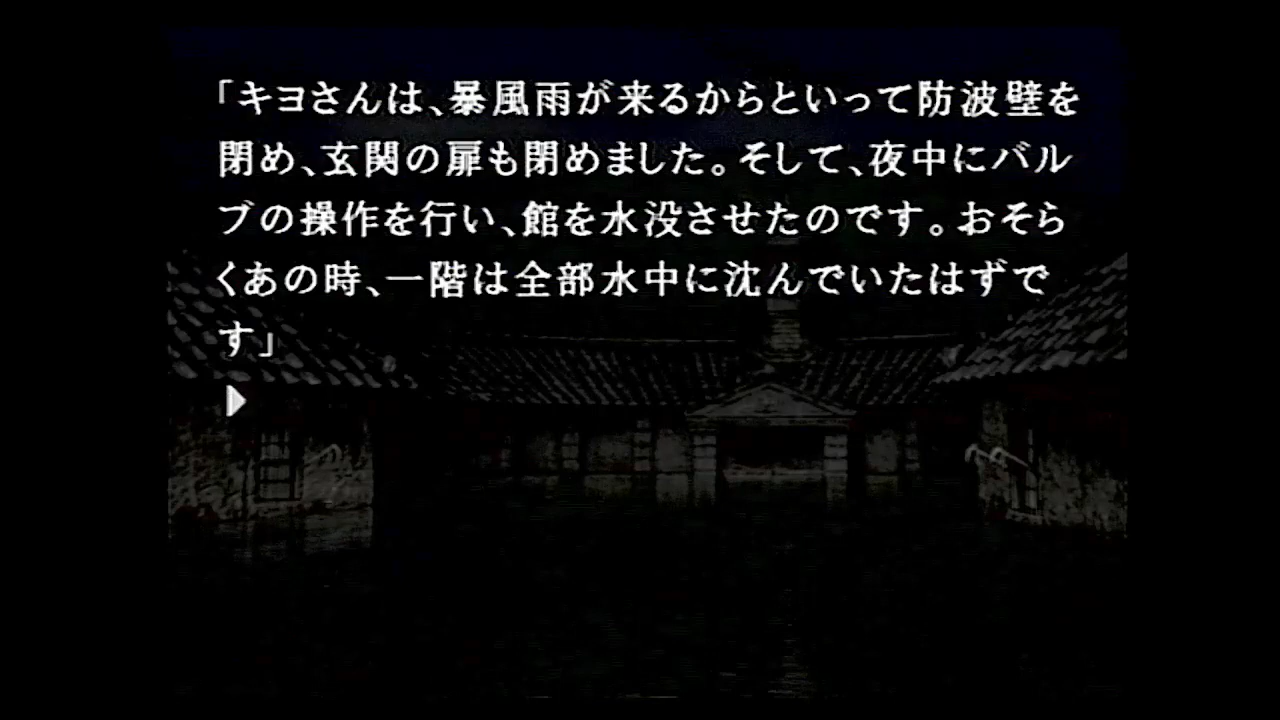 「キヨさんは、暴風雨が来るからといって防波壁を
閉め、玄関の扉も閉めました。そして、夜中にバル
ブの操作を行い、館を水没させたのです。おそら
くあの時、一階は全部水中に沈んでいたはずで
す」